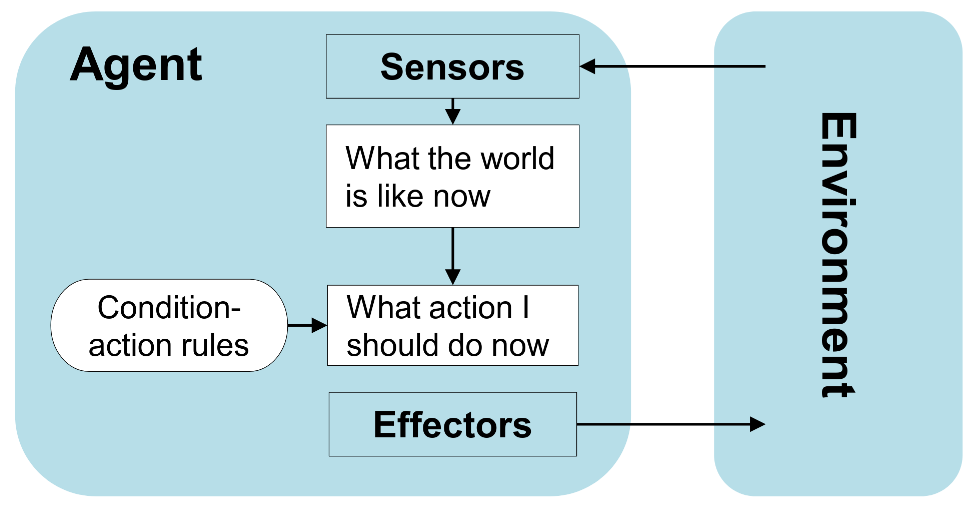 Agent
Sensors
What the world
is like now
Condition-
action rules
What action I
should do now
Effectors
Environment